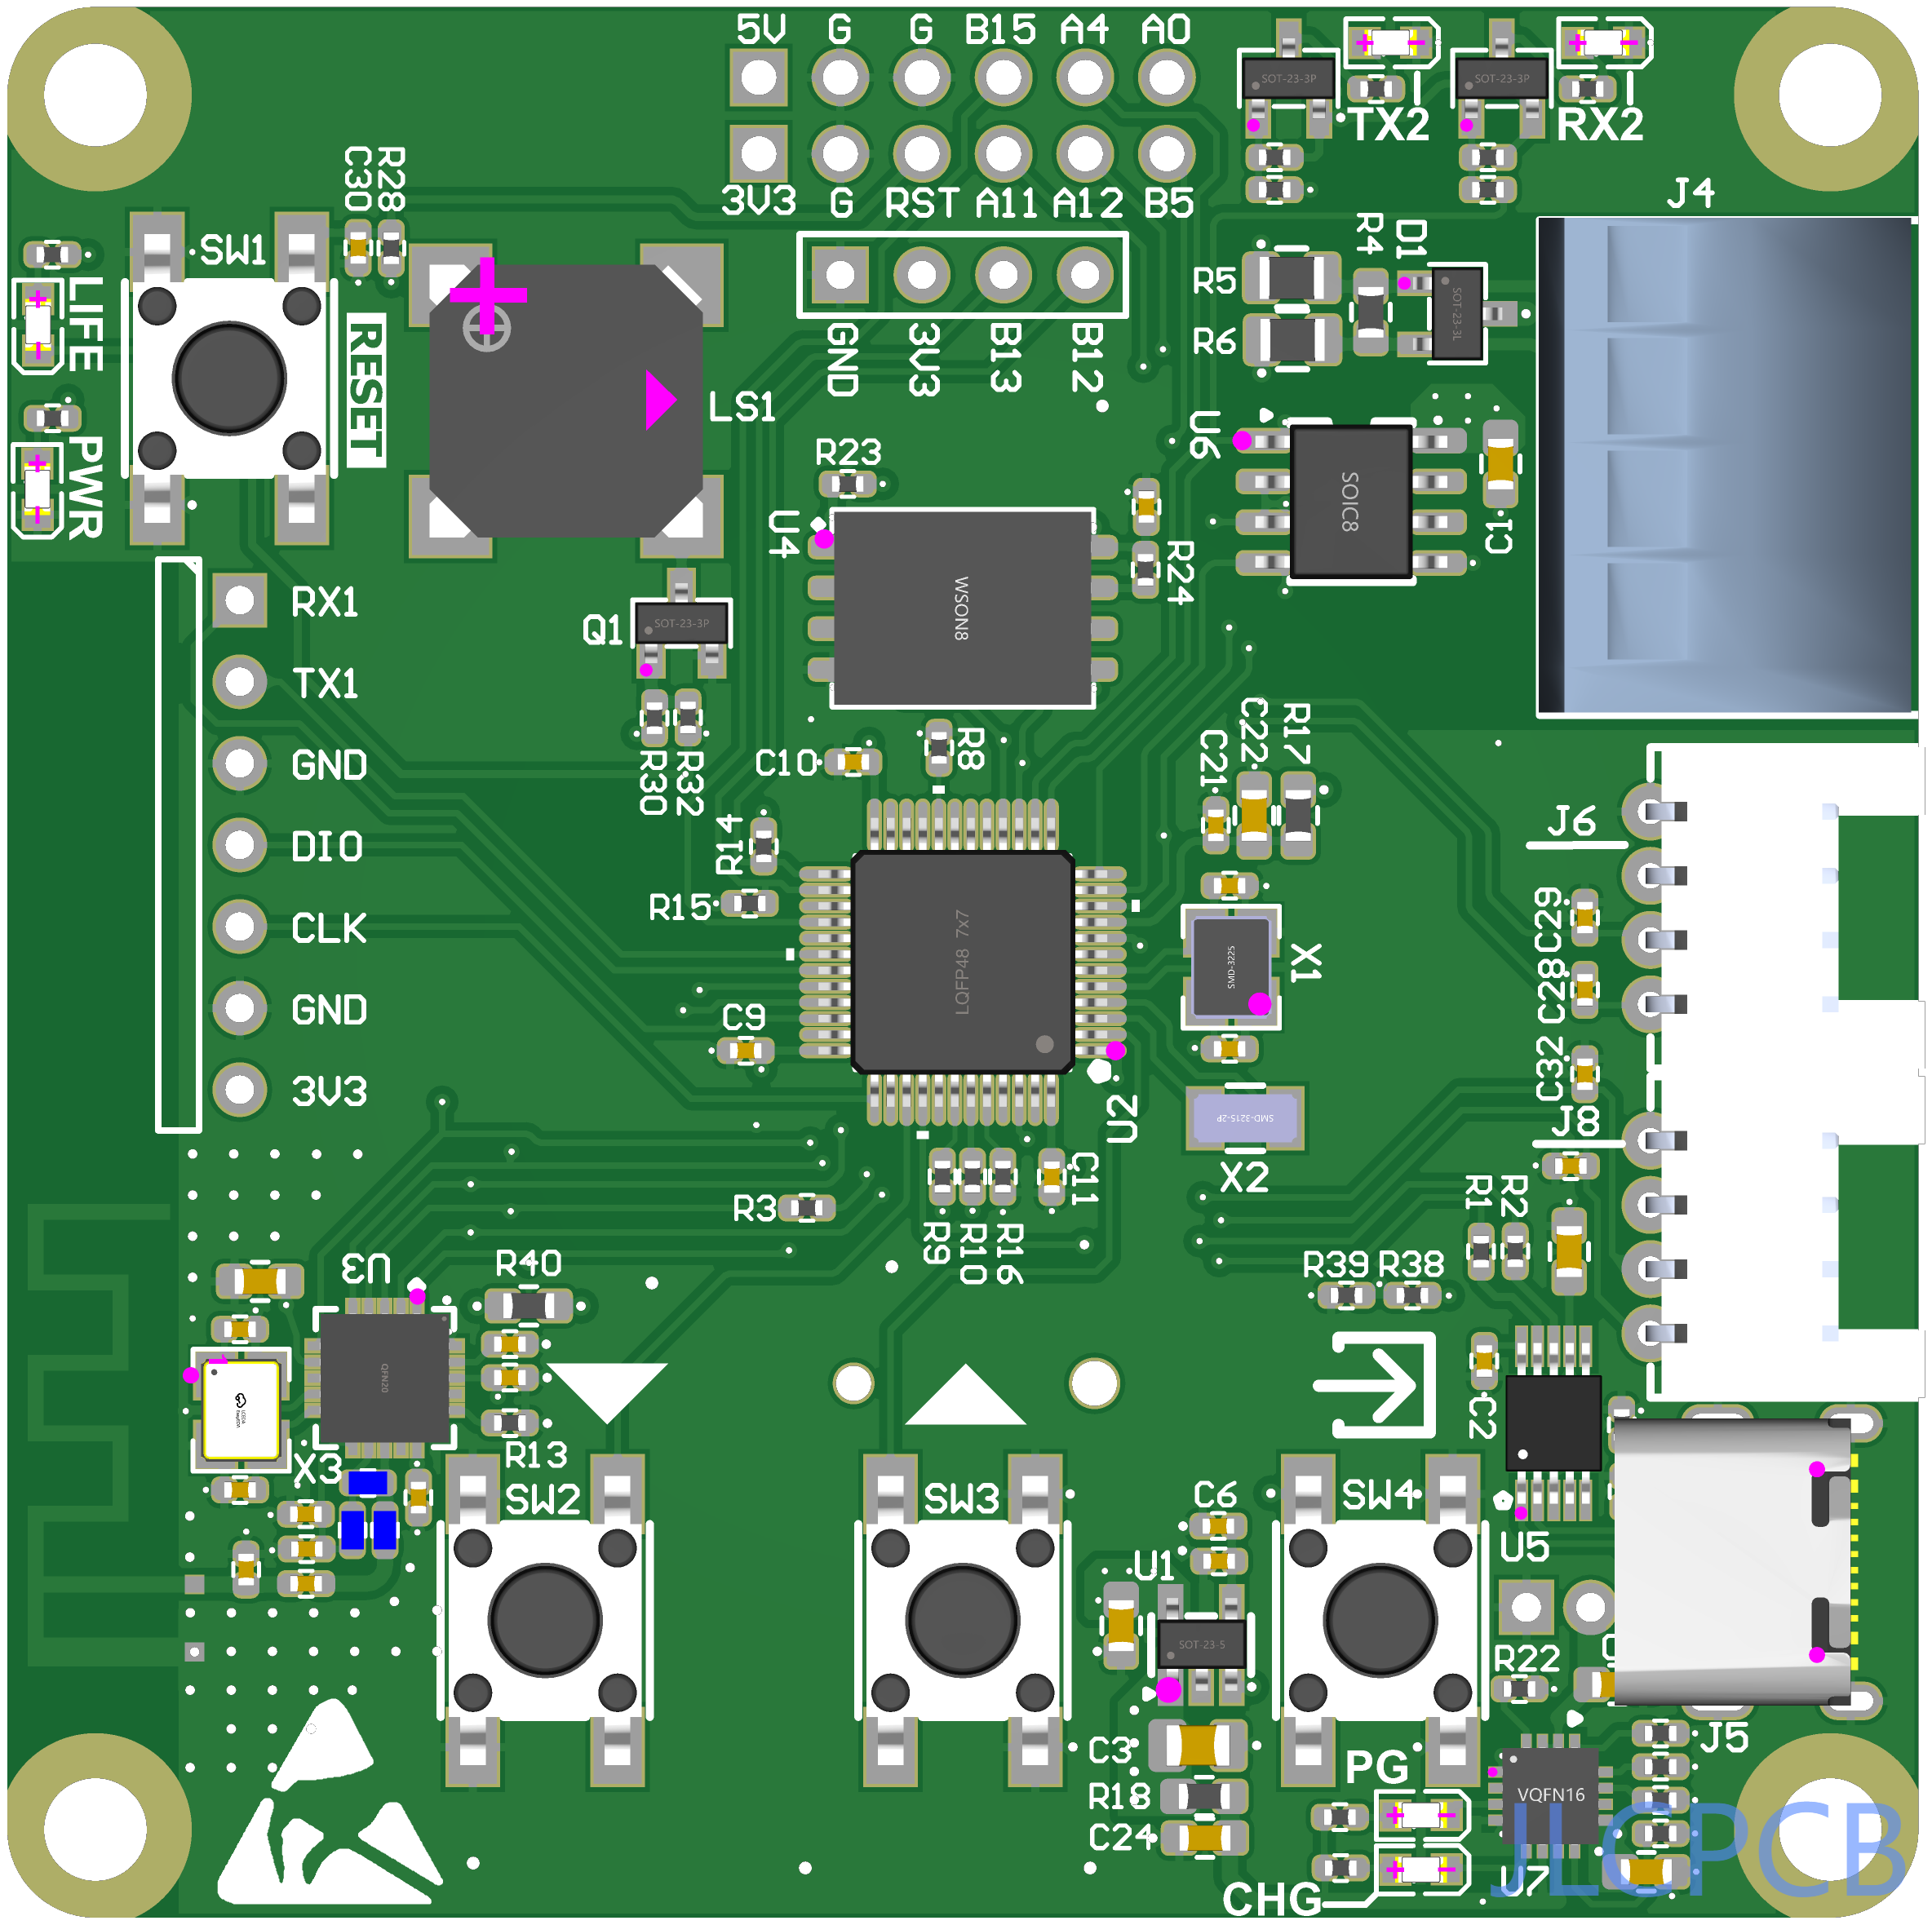 5V G G B15 A4 A0
3V3 G RST A11 A12 B5
SOT-23-3P
SOT-23-3P
TX2
RX2
C30
R28
SW1
LIFE
RESET
PWR
LS1
GND
3V3
B13
B12
R5
R6
R4
D1
SOT-23-3L
J4
U6
SOIC8
C1
R23
U4
WSON8
R24
Q1
SOT-23-3P
R30
R32
RX1
TX1
GND
DIO
CLK
GND
3V3
C10
R8
R14
R15
C9
LQFP48 7x7
U2
C21
C22
R17
SMD-3225
X1
SMD-3215-2P
X2
J6
C29
C28
C32
J8
R1
R2
R3
R9
R10
R16
C11
R39
R38
U3
R40
QFN20
R13
X3
SW2
SW3
SW4
C2
U5
C6
U1
SOT-23-5
R22
J5
C3
R18
C24
PG
CHG
VQFN16
U7
JLCPCB